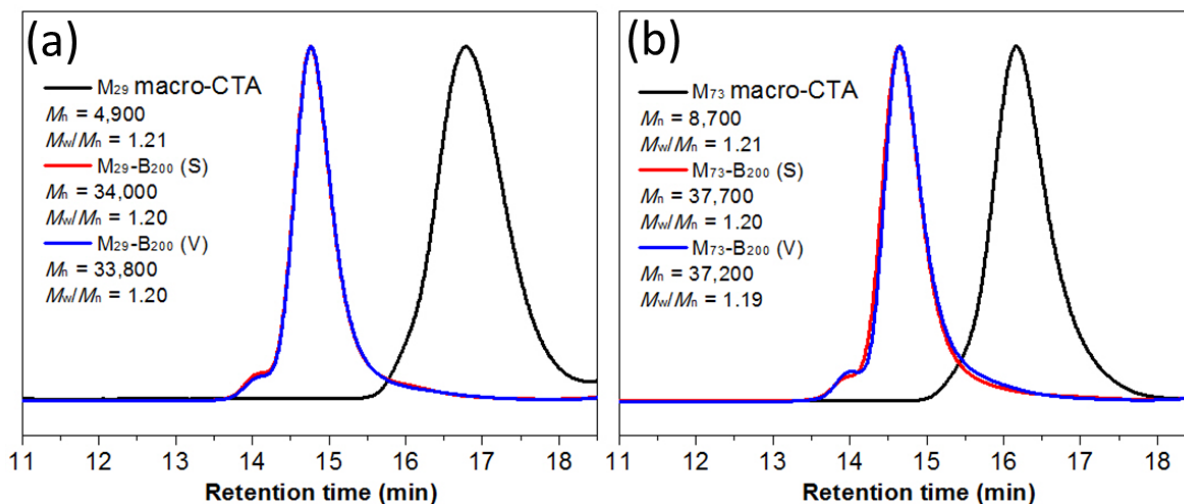 (a)
M29 macro-CTA
Mn = 4,900
Mw/Mn = 1.21
M29-B200 (S)
Mn = 34,000
Mw/Mn = 1.20
M29-B200 (V)
Mn = 33,800
Mw/Mn = 1.20
11 12 13 14 15 16 17 18
Retention time (min)
(b)
M73 macro-CTA
Mn = 8,700
Mw/Mn = 1.21
M73-B200 (S)
Mn = 37,700
Mw/Mn = 1.20
M73-B200 (V)
Mn = 37,200
Mw/Mn = 1.19
11 12 13 14 15 16 17 18
Retention time (min)